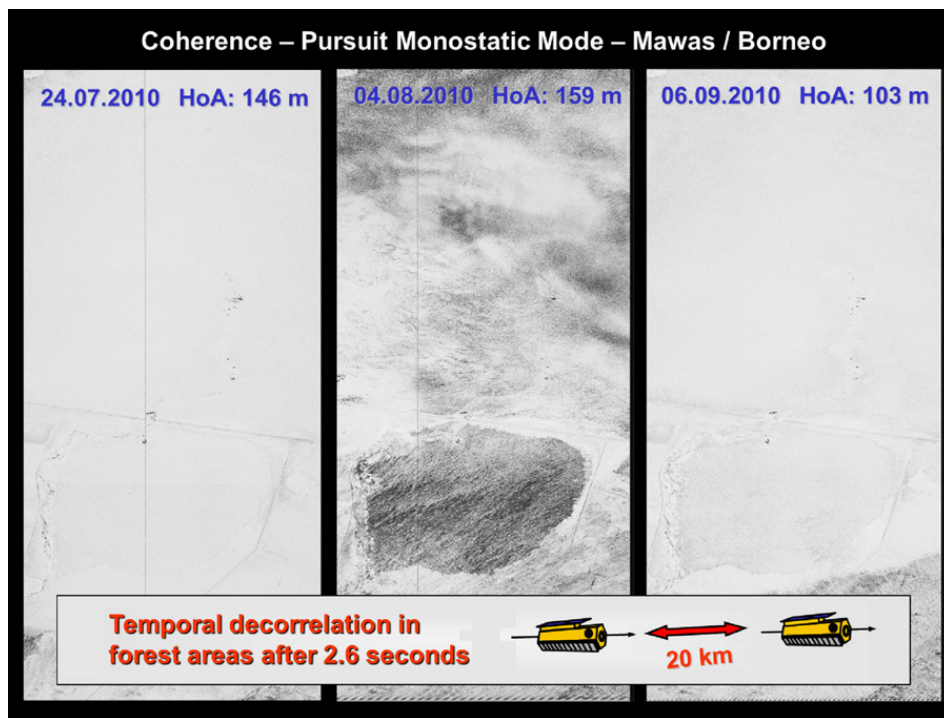 Coherence – Pursuit Monostatic Mode – Mawas / Borneo
24.07.2010 HoA: 146 m
04.08.2010 HoA: 159 m
06.09.2010 HoA: 103 m
Temporal decorrelation in
forest areas after 2.6 seconds
20 km